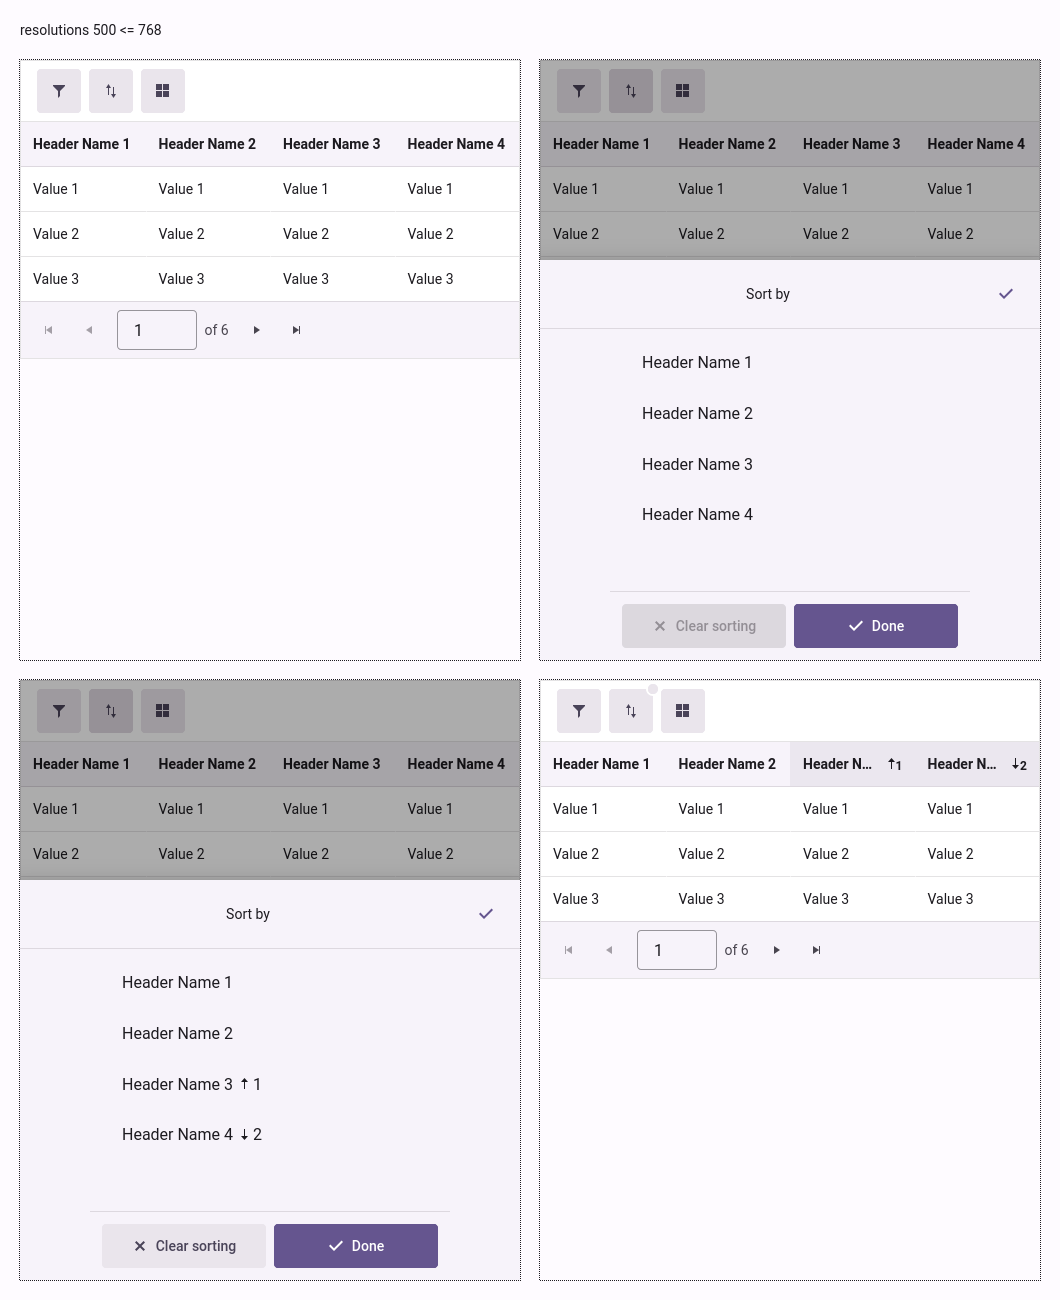 resolutions 500 <= 768
Header Name 1 Header Name 2 Header Name 3 Header Name 4
Value 1 Value 1 Value 1 Value 1
Value 2 Value 2 Value 2 Value 2
Value 3 Value 3 Value 3 Value 3
1 of 6
Header Name 1 Header Name 2 Header Name 3 Header Name 4
Value 1 Value 1 Value 1 Value 1
Value 2 Value 2 Value 2 Value 2
Sort by
Header Name 1
Header Name 2
Header Name 3
Header Name 4
Clear sorting Done
Header Name 1 Header Name 2 Header Name 3 Header Name 4
Value 1 Value 1 Value 1 Value 1
Value 2 Value 2 Value 2 Value 2
Sort by
Header Name 1
Header Name 2
Header Name 3 ↑ 1
Header Name 4 ↓ 2
Clear sorting Done
Header Name 1 Header Name 2 Header N... ↑1 Header N... ↓2
Value 1 Value 1 Value 1 Value 1
Value 2 Value 2 Value 2 Value 2
Value 3 Value 3 Value 3 Value 3
1 of 6